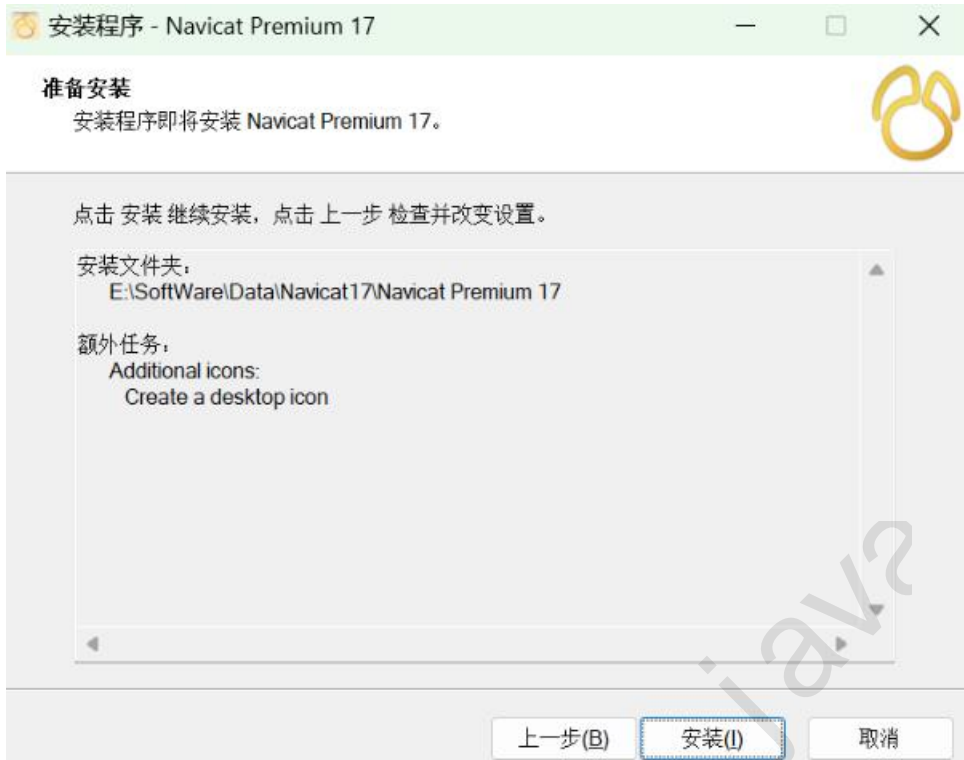 安装程序 - Navicat Premium 17
准备安装
安装程序即将安装 Navicat Premium 17。
点击 安装 继续安装，点击 上一步 检查并改变设置。
安装文件夹：
E:\SoftWare\Data\Navicat17\Navicat Premium 17
额外任务：
Additional icons:
Create a desktop icon
java
上一步(B) 安装(I) 取消